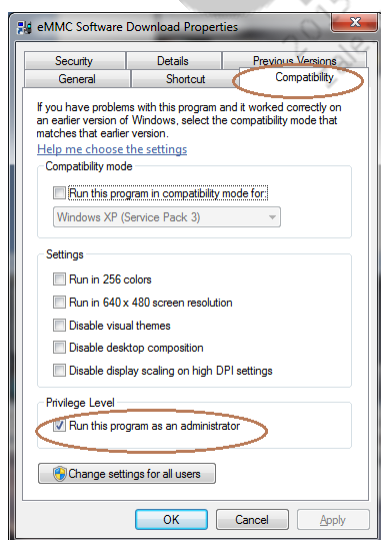 eMMC Software Download Properties
Security
Details
Previous Versions
General
Shortcut
Compatibility
If you have problems with this program and it worked correctly on
an earlier version of Windows, select the compatibility mode that
matches that earlier version.
Help me choose the settings
Compatibility mode
Run this program in compatibility mode for:
Windows XP (Service Pack 3)
Settings
Run in 256 colors
Run in 640 x 480 screen resolution
Disable visual themes
Disable desktop composition
Disable display scaling on high DPI settings
Privilege Level
Run this program as an administrator
Change settings for all users
OK
Cancel
Apply